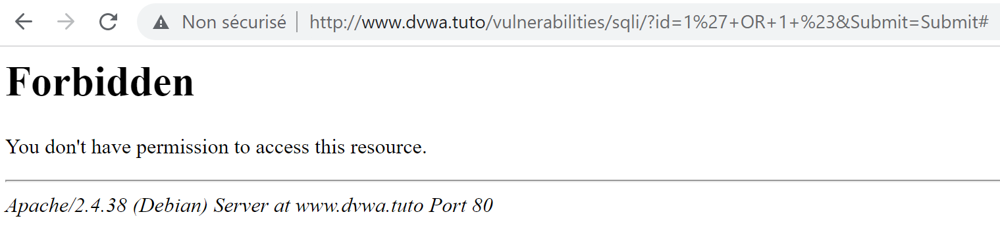 Non sécurisé | http://www.dvwa.tuto/vulnerabilities/sqli/?id=1%27+OR+1+%23&Submit=Submit#
Forbidden
You don't have permission to access this resource.
Apache/2.4.38 (Debian) Server at www.dvwa.tuto Port 80